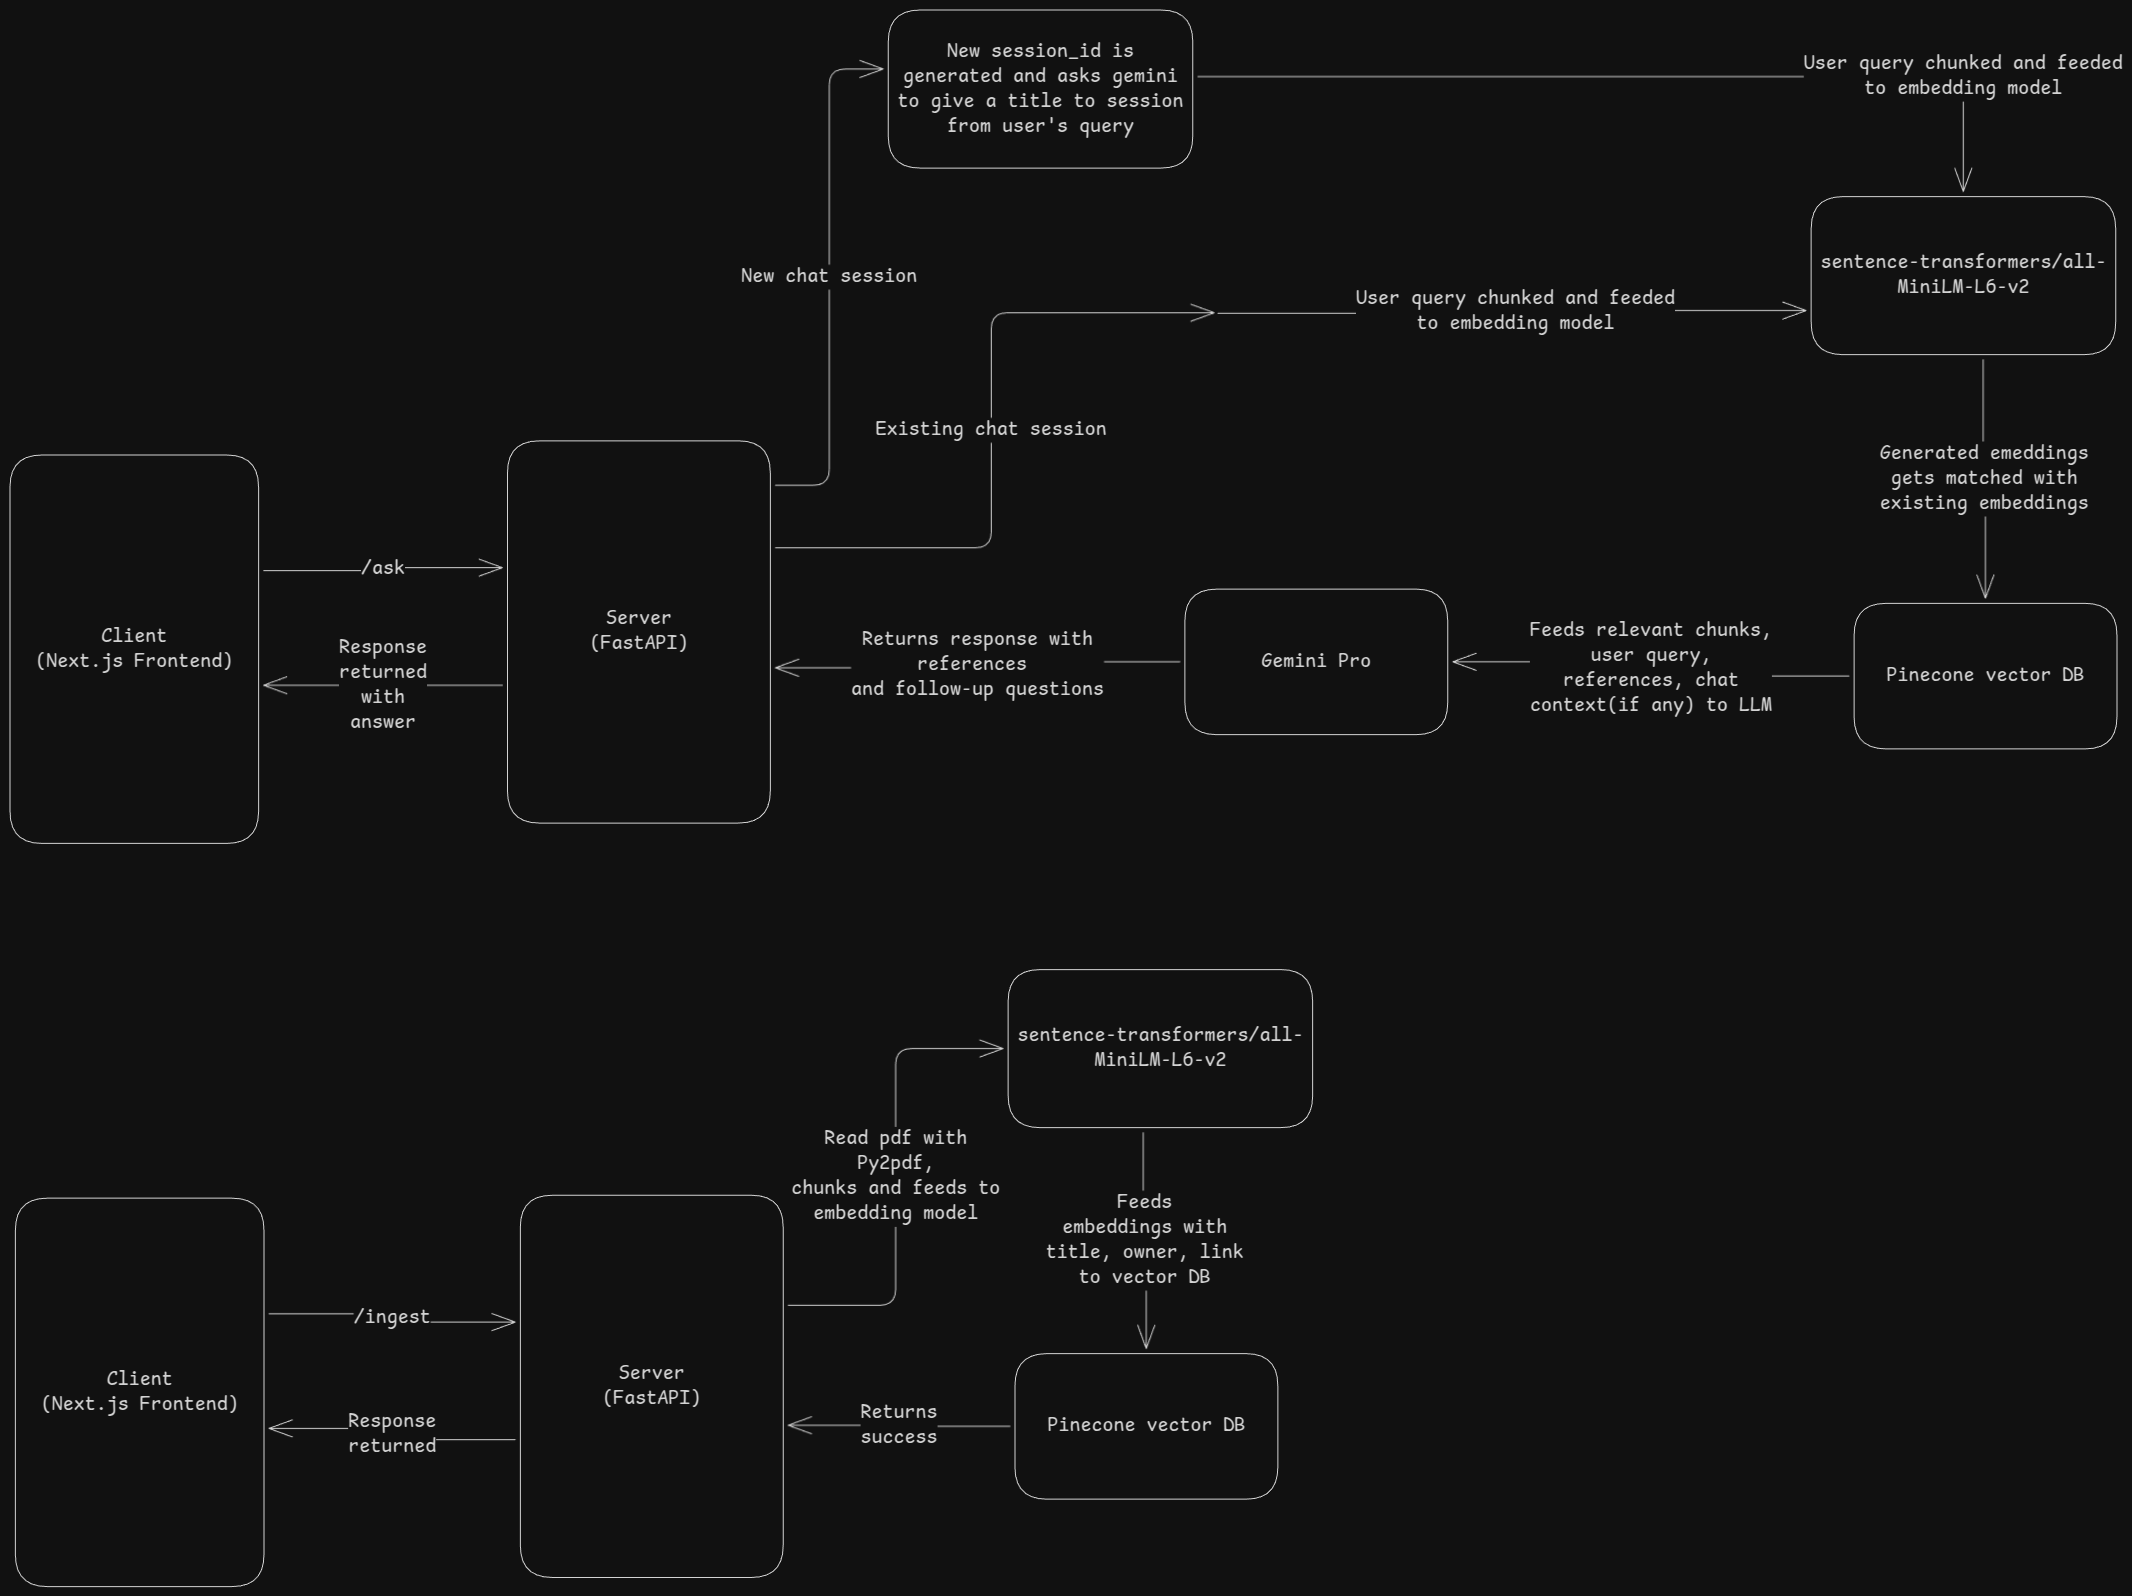 New session_id is
generated and asks gemini
to give a title to session
from user's query
User query chunked and feeded
to embedding model
sentence-transformers/all-
MiniLM-L6-v2
New chat session
User query chunked and feeded
to embedding model
Existing chat session
Generated emeddings
gets matched with
existing embeddings
Client
(Next.js Frontend)
/ask
Response
returned
with
answer
Server
(FastAPI)
Returns response with
references
and follow-up questions
Gemini Pro
Feeds relevant chunks,
user query,
references, chat
context(if any) to LLM
Pinecone vector DB
sentence-transformers/all-
MiniLM-L6-v2
Read pdf with
Py2pdf,
chunks and feeds to
embedding model
Feeds
embeddings with
title, owner, link
to vector DB
Client
(Next.js Frontend)
/ingest
Response
returned
Server
(FastAPI)
Returns
success
Pinecone vector DB